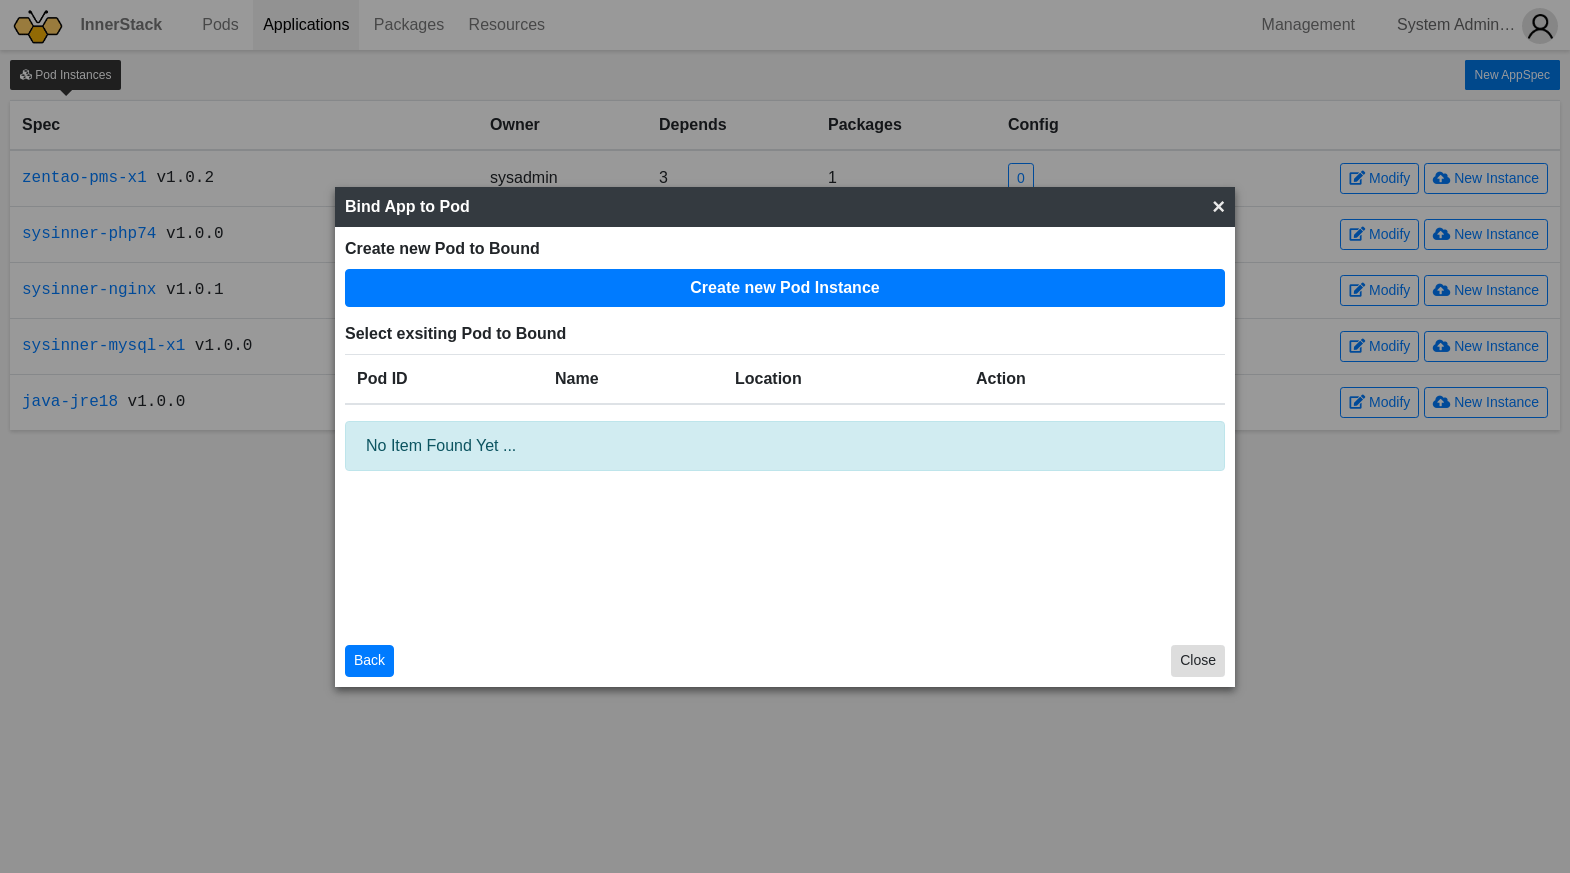 InnerStack Pods Applications Packages Resources Management System Admin…
Pod Instances New AppSpec
Spec Owner Depends Packages Config
zentao-pms-x1 v1.0.2 sysadmin 3 1 0 Modify New Instance
Bind App to Pod ×
sysinner-php74 v1.0.0 Modify New Instance
Create new Pod to Bound
sysinner-nginx v1.0.1 Modify New Instance
Create new Pod Instance
Select exsiting Pod to Bound
sysinner-mysql-x1 v1.0.0 Modify New Instance
Pod ID Name Location Action
java-jre18 v1.0.0 Modify New Instance
No Item Found Yet ...
Back Close